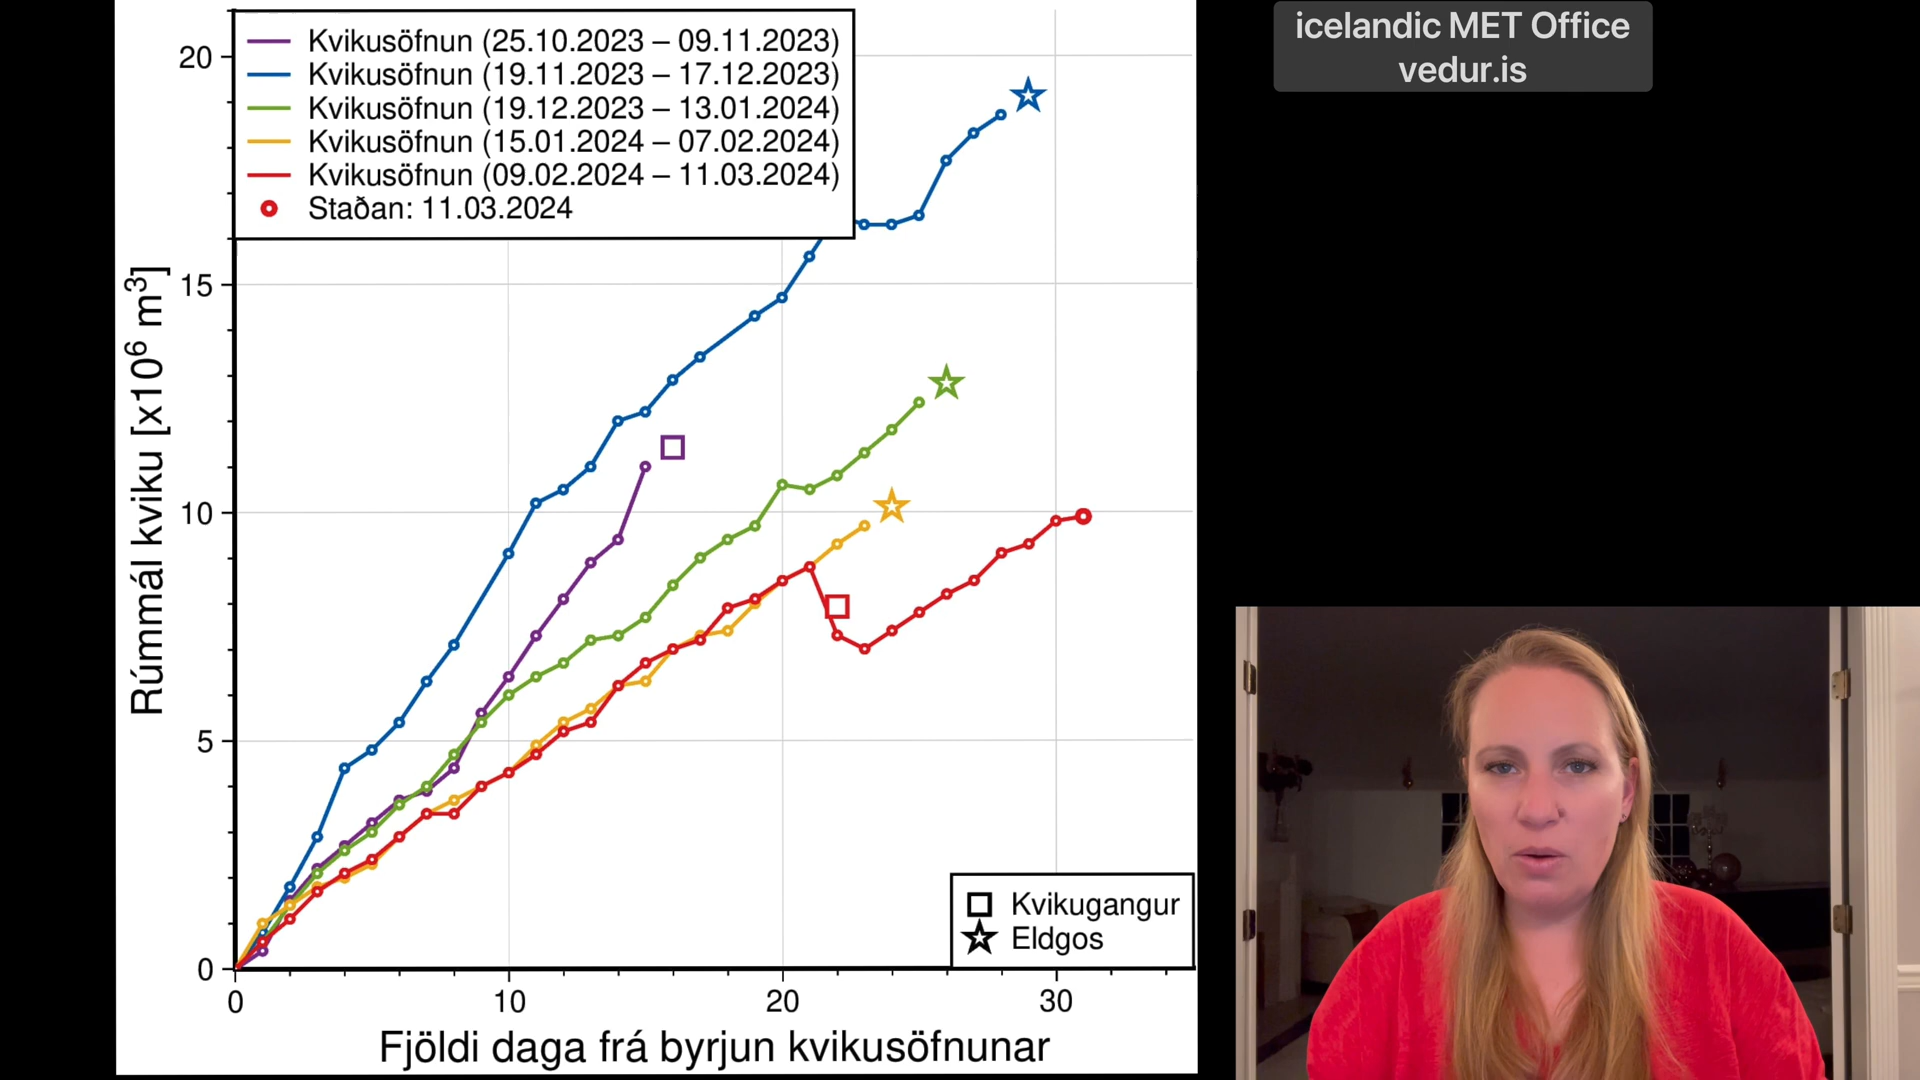 icelandic MET Office
vedur.is
Kvikusöfnun (25.10.2023 – 09.11.2023)
Kvikusöfnun (19.11.2023 – 17.12.2023)
Kvikusöfnun (19.12.2023 – 13.01.2024)
Kvikusöfnun (15.01.2024 – 07.02.2024)
Kvikusöfnun (09.02.2024 – 11.03.2024)
Staðan: 11.03.2024
Rúmmál kviku [x10⁶ m³]
20
15
10
5
0
Kvikugangur
Eldgos
0 10 20 30
Fjöldi daga frá byrjun kvikusöfnunar